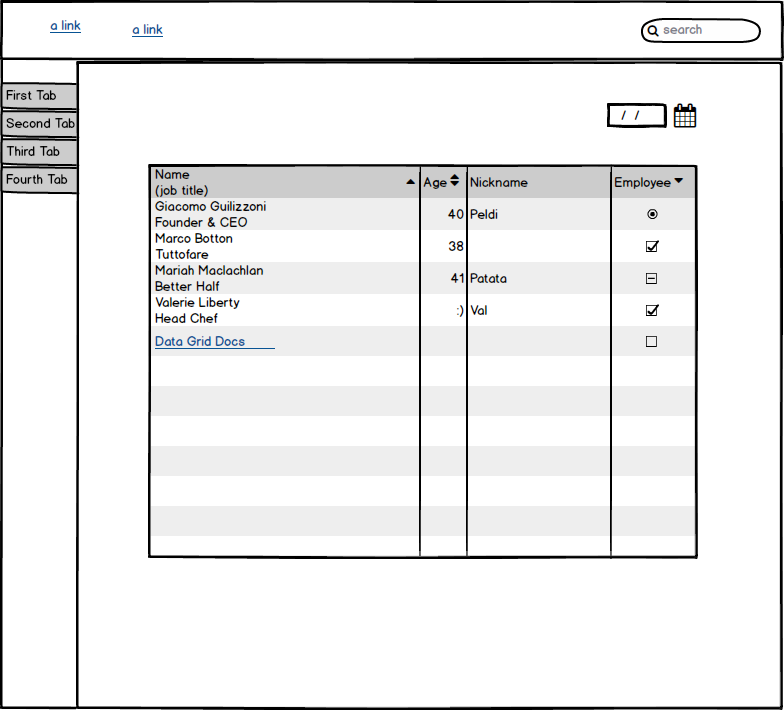 a link
a link
search
First Tab
Second Tab
Third Tab
Fourth Tab
/ /
Name
(job title)
Age
Nickname
Employee
Giacomo Guilizzoni
Founder & CEO
40
Peldi
Marco Botton
Tuttofare
38
Mariah Maclachlan
Better Half
41
Patata
Valerie Liberty
Head Chef
:)
Val
Data Grid Docs